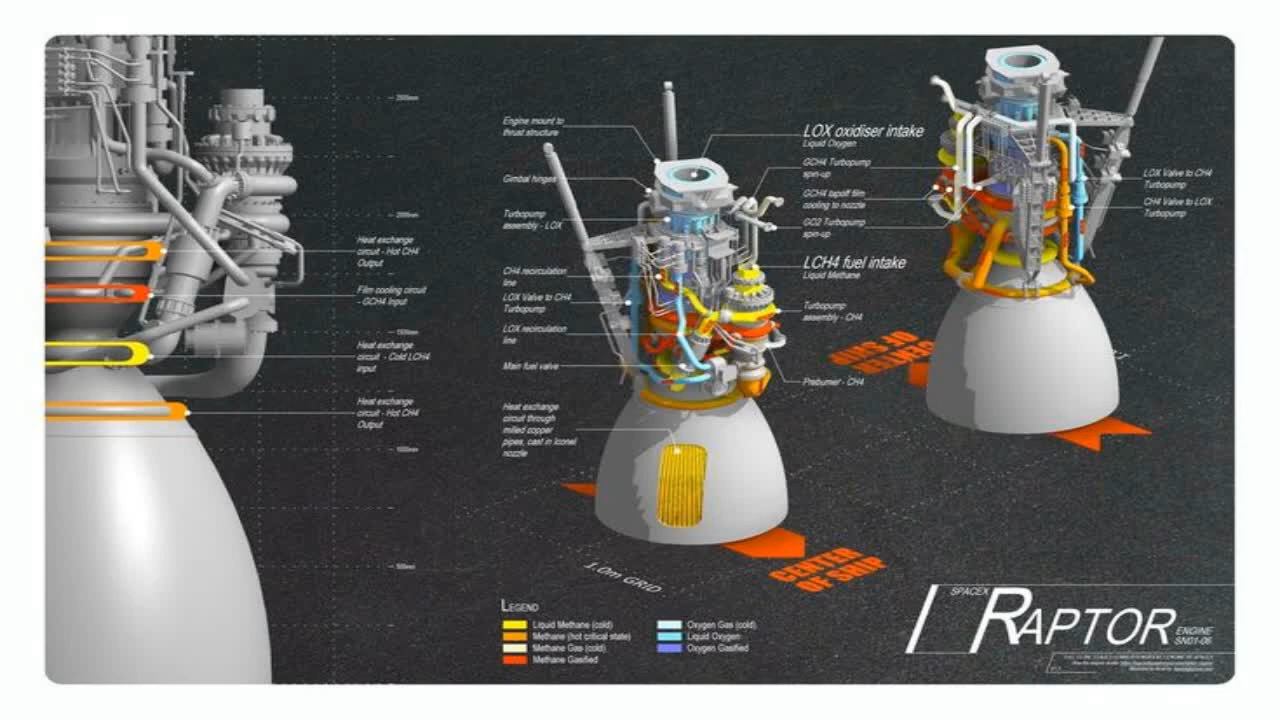 2500mm
2000mm
1500mm
1000mm
500mm
Heat exchange
circuit - Hot CH4
Output
Film cooling circuit
- GCH4 Input
Heat exchange
circuit - Cold LCH4
input
Heat exchange
circuit - Hot CH4
Output
Engine mount to
thrust structure
Gimbal hinges
Turbopump
assembly - LOX
CH4 recirculation
line
LOX Valve to CH4
Turbopump
LOX recirculation
line
Main fuel valve
Heat exchange
circuit through
milled copper
pipes, cast in Iconel
nozzle
LOX oxidiser intake
Liquid Oxygen
GCH4 Turbopump
spin-up
GCH4 tapoff film
cooling to nozzle
GO2 Turbopump
spin-up
LCH4 fuel intake
Liquid Methane
Turbopump
assembly - CH4
Preburner - CH4
LOX Valve to CH4
Turbopump
CH4 Valve to LOX
Turbopump
CENTER
OF SHIP
1.0m GRID
CENTER
OF SHIP
LEGEND
Liquid Methane (cold)
Methane (hot critical state)
Methane Gas (cold)
Methane Gasified
Oxygen Gas (cold)
Liquid Oxygen
Oxygen Gasified
SPACEX
RAPTOR
ENGINE
SN01-06